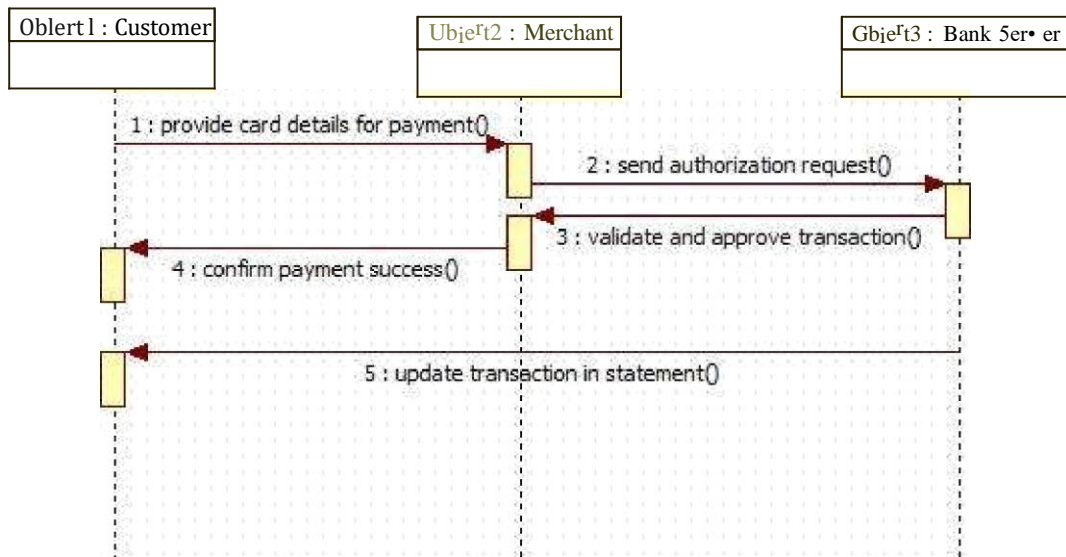 Oblert l : Customer
Ubjert2 : Merchant
Gbiert3 : Bank 5er• er
1 : provide card details for payment()
2 : send authorization request()
3 : validate and approve transaction()
4 : confirm payment success()
5 : update transaction in statement()